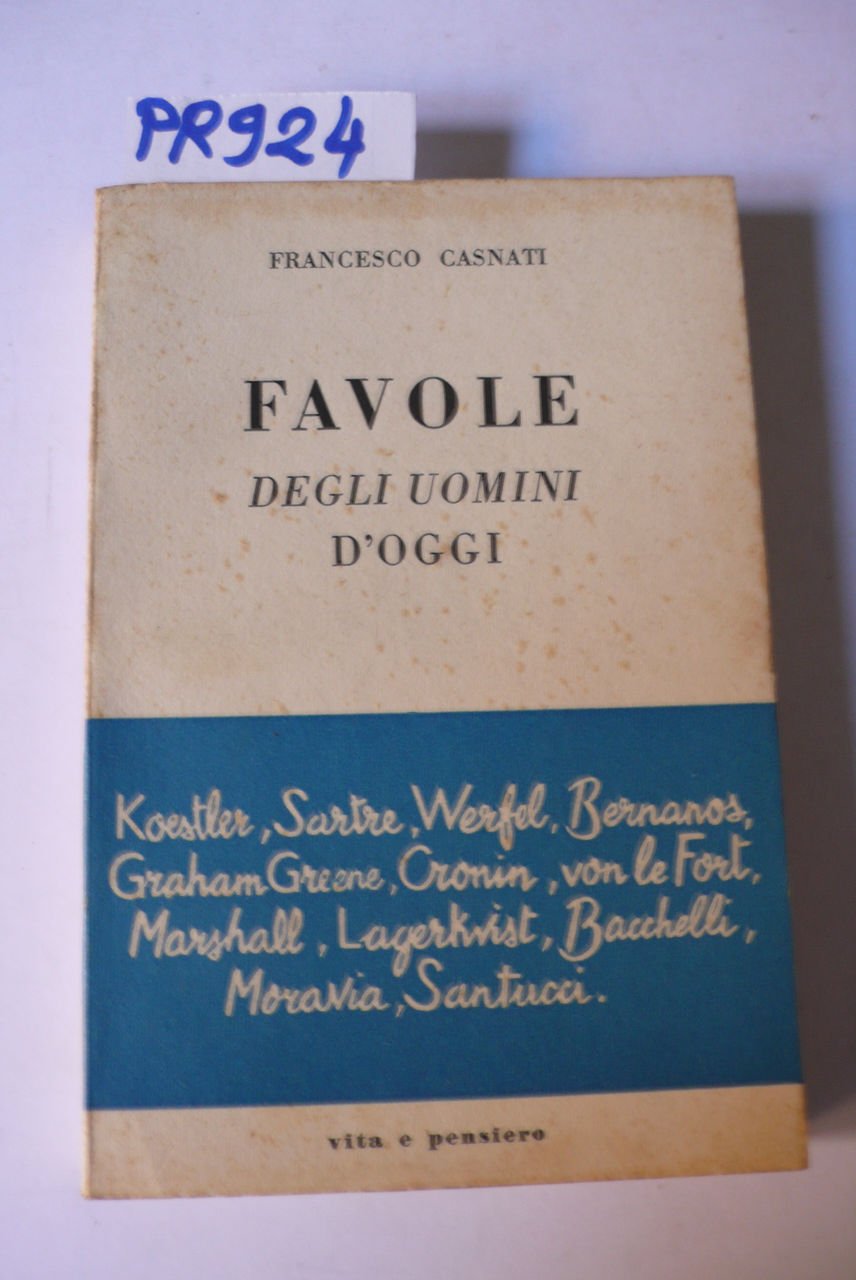 PR924
FRANCESCO CASNATI
FAVOLE
DEGLI UOMINI
D'OGGI
Koestler, Sartre, Werfel, Bernanos,
Graham Greene, Cronin, von le Fort,
Marshall, Lagerkvist, Bacchelli,
Moravia, Santucci.
vita e pensiero